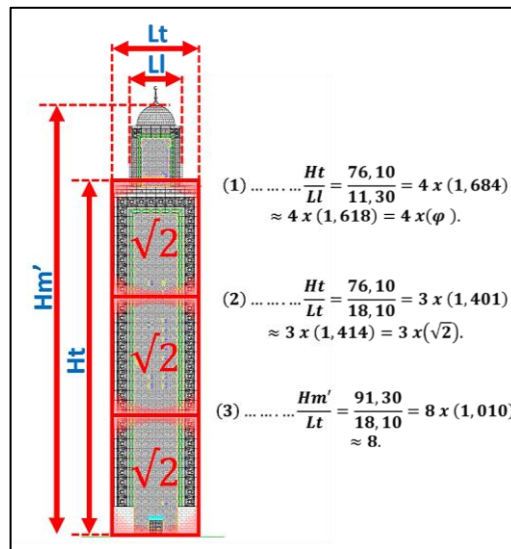 Lt
Ll
Hm’
Ht
√2
√2
√2
(1) ... ... ... Ht/Ll = 76,10/11,30 = 4 x (1,684)
≈ 4 x (1,618) = 4 x(φ ).
(2) ... ... ... Ht/Lt = 76,10/18,10 = 3 x (1,401)
≈ 3 x (1,414) = 3 x(√2).
(3) ... ... ... Hm’/Lt = 91,30/18,10 = 8 x (1,010)
≈ 8.